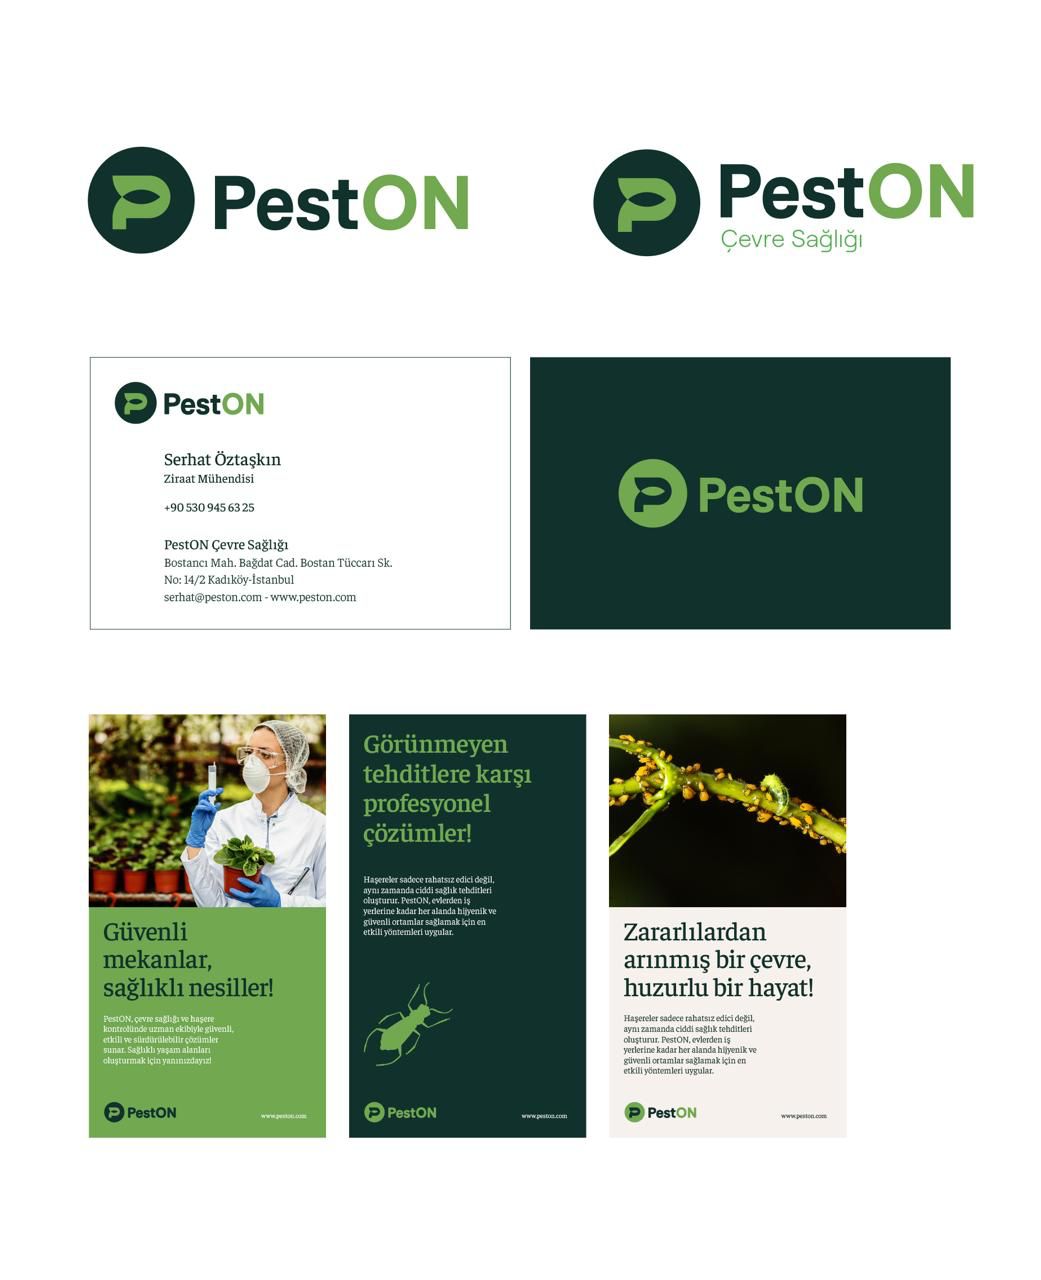 PestON
PestON
Çevre Sağlığı
PestON
Serhat Öztaşkın
Ziraat Mühendisi
+90 530 945 63 25
PestON Çevre Sağlığı
Bostancı Mah. Bağdat Cad. Bostan Tüccarı Sk.
No: 14/2 Kadıköy-İstanbul
serhat@peston.com - www.peston.com
PestON
Güvenli
mekanlar,
sağlıklı nesiller!
PestON, çevre sağlığı ve haşere
kontrolünde uzman ekibiyle güvenli,
etkili ve sürdürülebilir çözümler
sunar. Sağlıklı yaşam alanları
oluşturmak için yanınızdayız!
PestON
www.peston.com
Görünmeyen
tehditlere karşı
profesyonel
çözümler!
Haşereler sadece rahatsız edici değil,
aynı zamanda ciddi sağlık tehditleri
oluşturur. PestON, evlerden iş
yerlerine kadar her alanda hijyenik ve
güvenli ortamlar sağlamak için en
etkili yöntemleri uygular.
PestON
www.peston.com
Zararlılardan
arınmış bir çevre,
huzurlu bir hayat!
Haşereler sadece rahatsız edici değil,
aynı zamanda ciddi sağlık tehditleri
oluşturur. PestON, evlerden iş
yerlerine kadar her alanda hijyenik ve
güvenli ortamlar sağlamak için en
etkili yöntemleri uygular.
PestON
www.peston.com